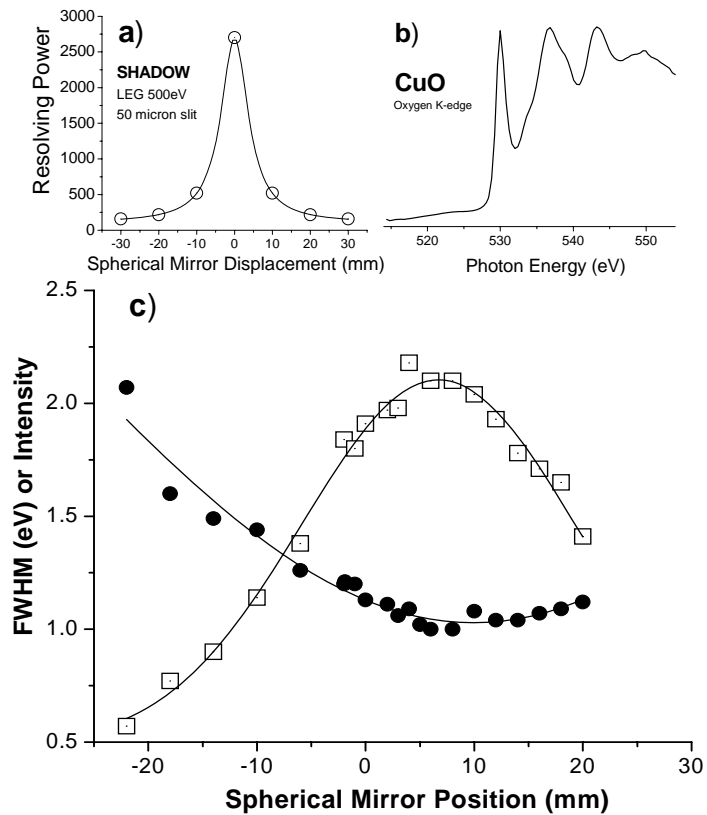 a)
SHADOW
LEG 500eV
50 micron slit
Resolving Power
3000
2500
2000
1500
1000
500
0
-30 -20 -10 0 10 20 30
Spherical Mirror Displacement (mm)
b)
CuO
Oxygen K-edge
520 530 540 550
Photon Energy (eV)
c)
FWHM (eV) or Intensity
2.5
2.0
1.5
1.0
0.5
-20 -10 0 10 20 30
Spherical Mirror Position (mm)